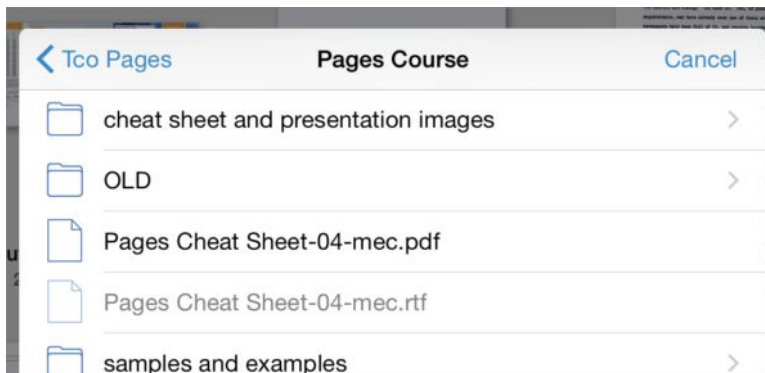 Tco Pages
Pages Course
Cancel
cheat sheet and presentation images
OLD
Pages Cheat Sheet-04-mec.pdf
Pages Cheat Sheet-04-mec.rtf
samples and examples